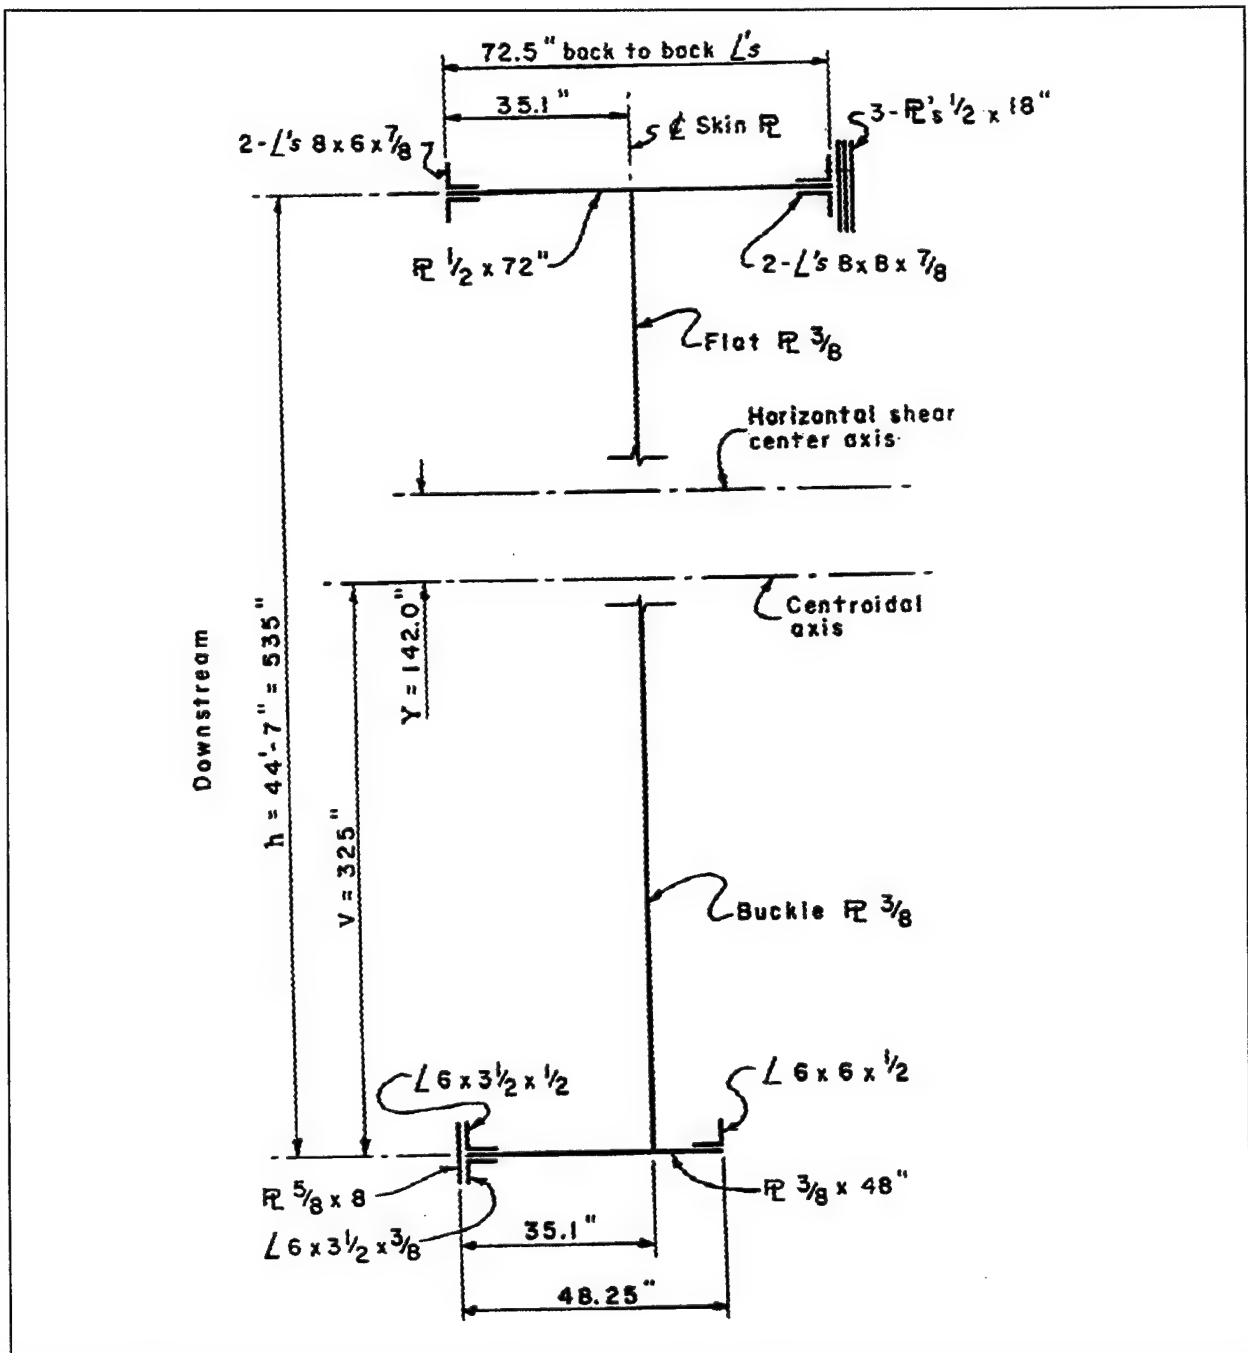 72.5" back to back L's
35.1"
℄ Skin PL
3-PL's 1/2 x 18"
2-L's 8 x 6 x 7/8
PL 1/2 x 72"
2-L's 8x8x 7/8
Flat PL 3/8
Horizontal shear
center axis
Centroidal
axis
Downstream
h = 44'-7" = 535"
V = 325"
Y = 142.0"
Buckle PL 3/8
L 6 x 3 1/2 x 1/2
L 6 x 6 x 1/2
PL 5/8 x 8
PL 3/8 x 48"
L 6 x 3 1/2 x 3/8
35.1"
48.25"